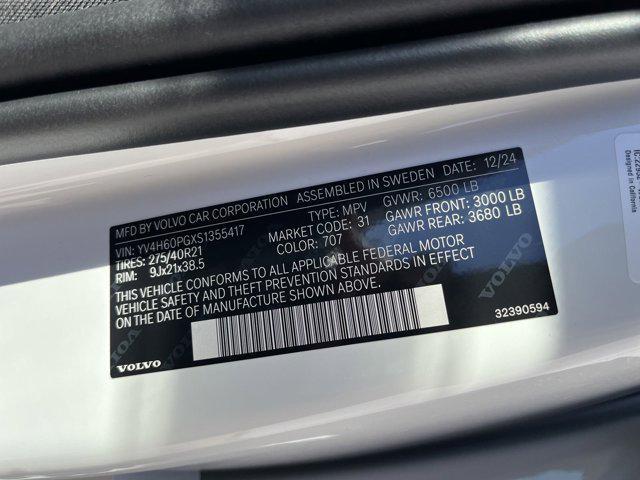 MFD BY VOLVO CAR CORPORATION ASSEMBLED IN SWEDEN DATE: 12/24
VIN: YV4H60PGXS1355417 TYPE: MPV GVWR: 6500 LB
TIRES: 275/40R21 MARKET CODE: 31 GAWR FRONT: 3000 LB
RIM: 9Jx21x38.5 COLOR: 707 GAWR REAR: 3680 LB
THIS VEHICLE CONFORMS TO ALL APPLICABLE FEDERAL MOTOR
VEHICLE SAFETY AND THEFT PREVENTION STANDARDS IN EFFECT
ON THE DATE OF MANUFACTURE SHOWN ABOVE.
VOLVO
32390594
VOLVO
Designed in California